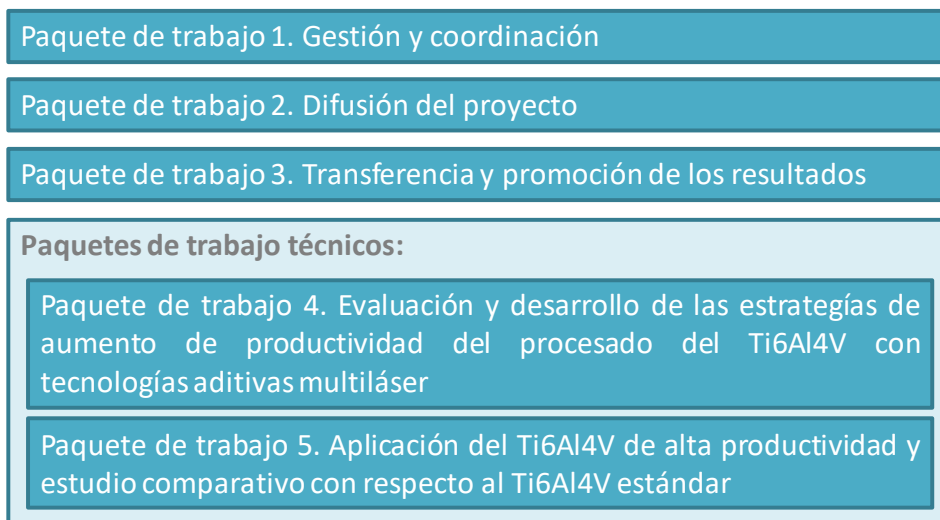 Paquete de trabajo 1. Gestión y coordinación
Paquete de trabajo 2. Difusión del proyecto
Paquete de trabajo 3. Transferencia y promoción de los resultados
Paquetes de trabajo técnicos:
Paquete de trabajo 4. Evaluación y desarrollo de las estrategías de
aumento de productividad del procesado del Ti6Al4V con
tecnologías aditivas multiláser
Paquete de trabajo 5. Aplicación del Ti6Al4V de alta productividad y
estudio comparativo con respecto al Ti6Al4V estándar